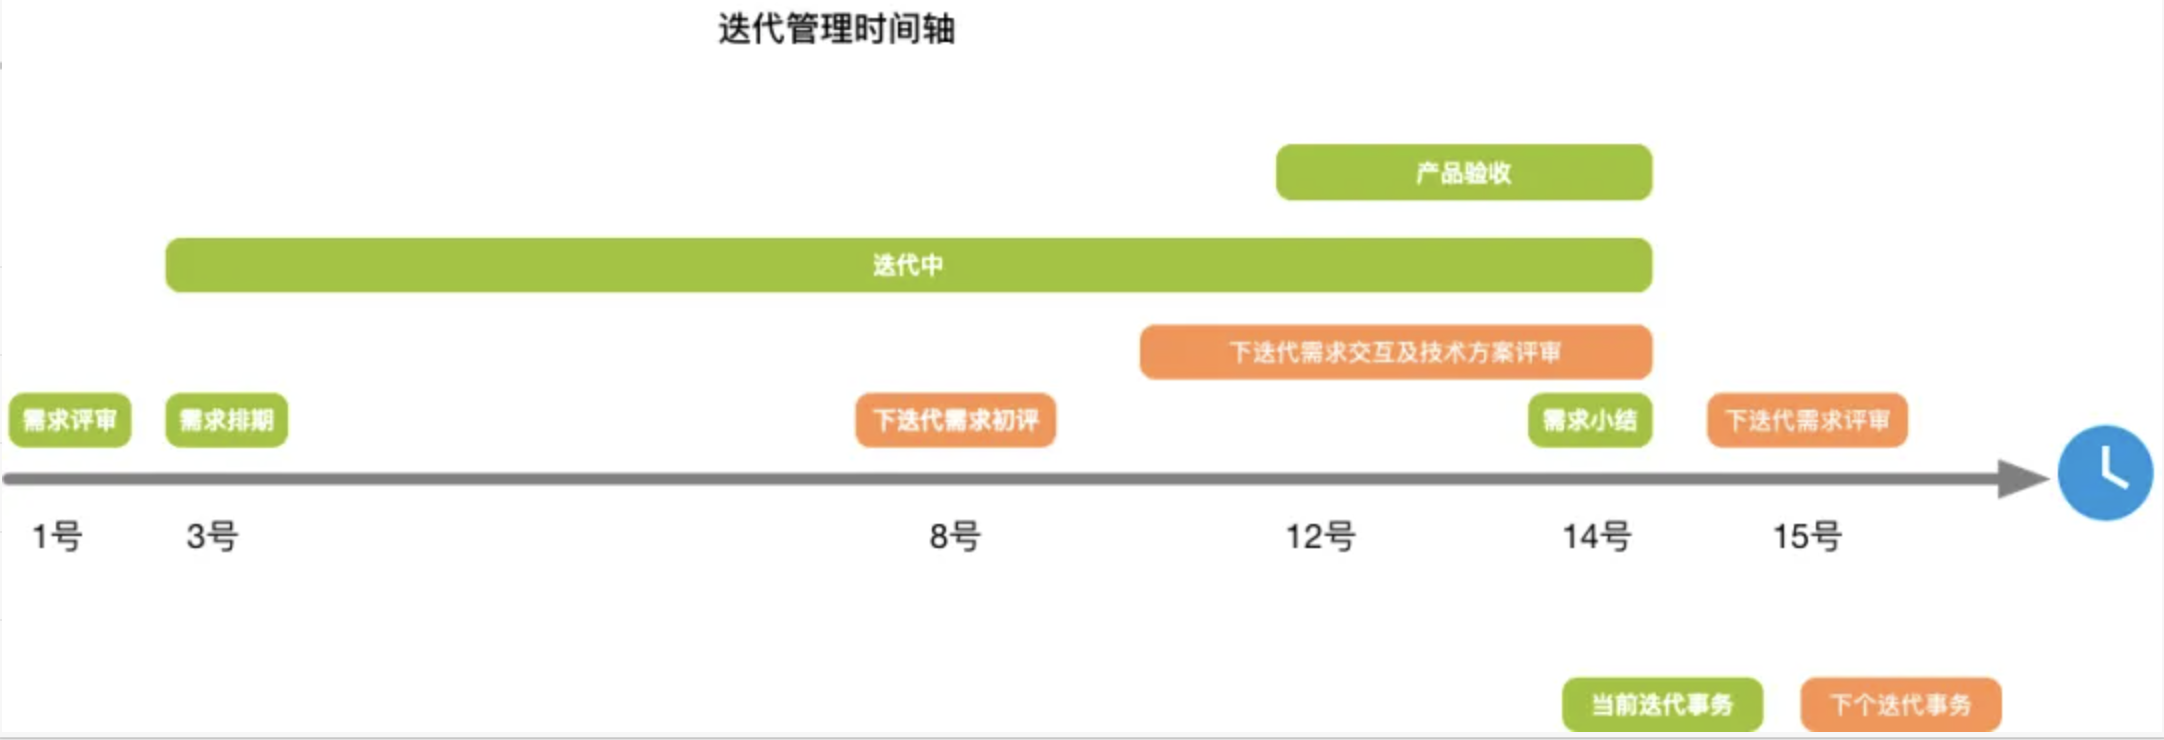 迭代管理时间轴
产品验收
迭代中
下迭代需求交互及技术方案评审
需求评审
需求排期
下迭代需求初评
需求小结
下迭代需求评审
1号
3号
8号
12号
14号
15号
当前迭代事务
下个迭代事务